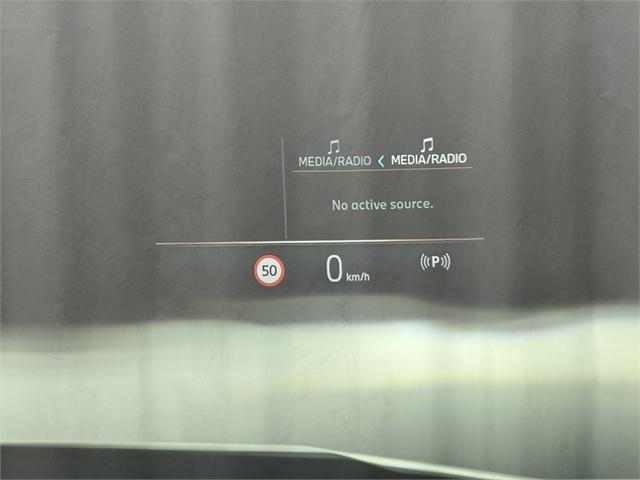 MEDIA/RADIO < MEDIA/RADIO
No active source.
50 0 km/h ((P))